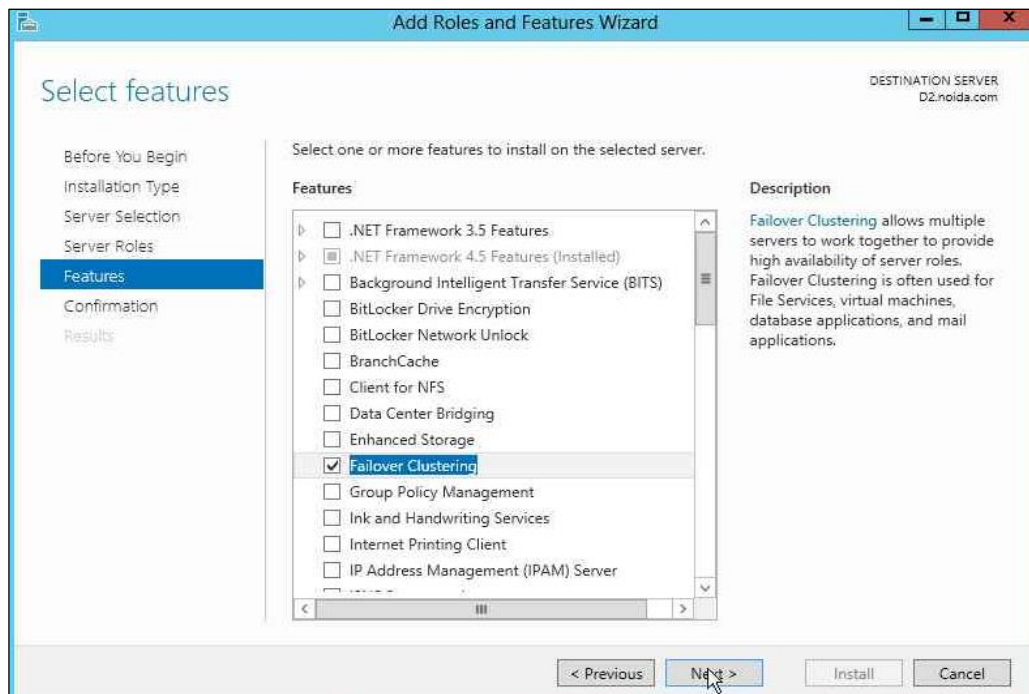 Add Roles and Features Wizard
Select features
DESTINATION SERVER
D2.noida.com
Before You Begin
Installation Type
Server Selection
Server Roles
Features
Confirmation
Results
Select one or more features to install on the selected server.
Features
.NET Framework 3.5 Features
.NET Framework 4.5 Features (Installed)
Background Intelligent Transfer Service (BITS)
BitLocker Drive Encryption
BitLocker Network Unlock
BranchCache
Client for NFS
Data Center Bridging
Enhanced Storage
Failover Clustering
Group Policy Management
Ink and Handwriting Services
Internet Printing Client
IP Address Management (IPAM) Server
Description
Failover Clustering allows multiple
servers to work together to provide
high availability of server roles.
Failover Clustering is often used for
File Services, virtual machines,
database applications, and mail
applications.
< Previous
Next >
Install
Cancel